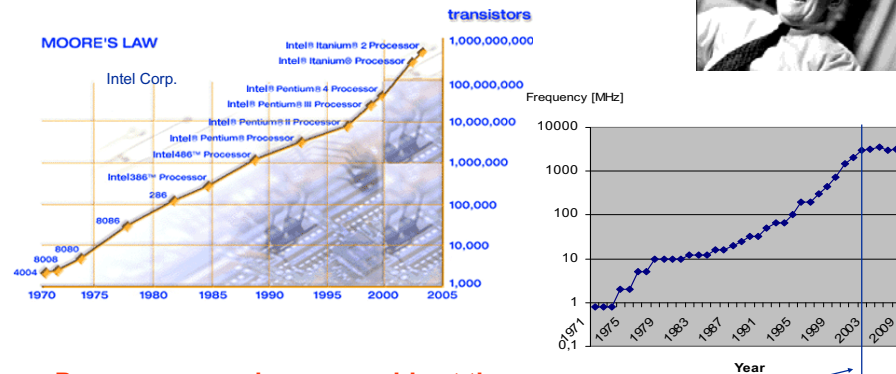 transistors
MOORE'S LAW
Intel Corp.
1,000,000,000
100,000,000
10,000,000
1,000,000
100,000
10,000
1,000
Intel® Itanium® 2 Processor
Intel® Itanium® Processor
Intel® Pentium® 4 Processor
Intel® Pentium® III Processor
Intel® Pentium® II Processor
Intel® Pentium® Processor
Intel486™ Processor
Intel386™ Processor
286
8086
8080
8008
4004
1970 1975 1980 1985 1990 1995 2000 2005
Frequency [MHz]
10000
1000
100
10
1
0,1
1971 1975 1979 1983 1987 1991 1995 1999 2003 2009
Year